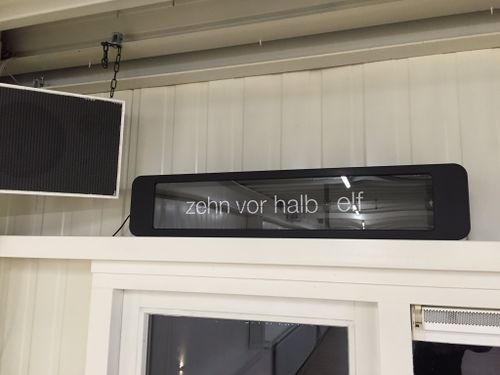 zehn vor halb elf